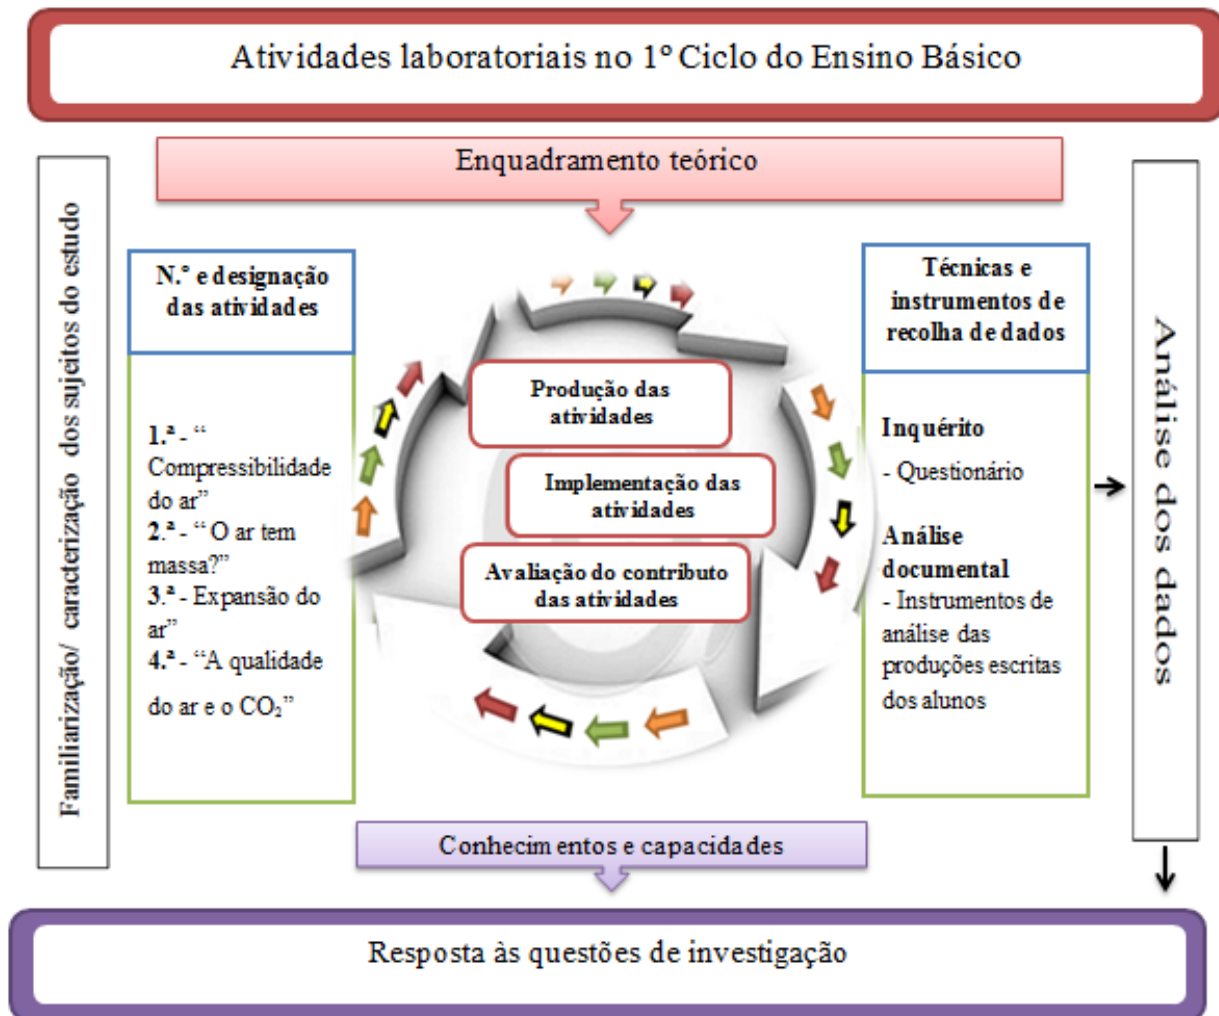 Atividades laboratoriais no 1º Ciclo do Ensino Básico
Enquadramento teórico
Familiarização/ caracterização dos sujeitos do estudo
N.º e designação
das atividades
1.ª - “
Compressibilidade
do ar”
2.ª - “ O ar tem
massa?”
3.ª - Expansão do
ar”
4.ª - “A qualidade
do ar e o CO₂”
Produção das
atividades
Implementação das
atividades
Avaliação do contributo
das atividades
Técnicas e
instrumentos de
recolha de dados
Inquérito
- Questionário
Análise
documental
- Instrumentos de
análise das
produções escritas
dos alunos
Análise dos dados
Conhecimentos e capacidades
Resposta às questões de investigação